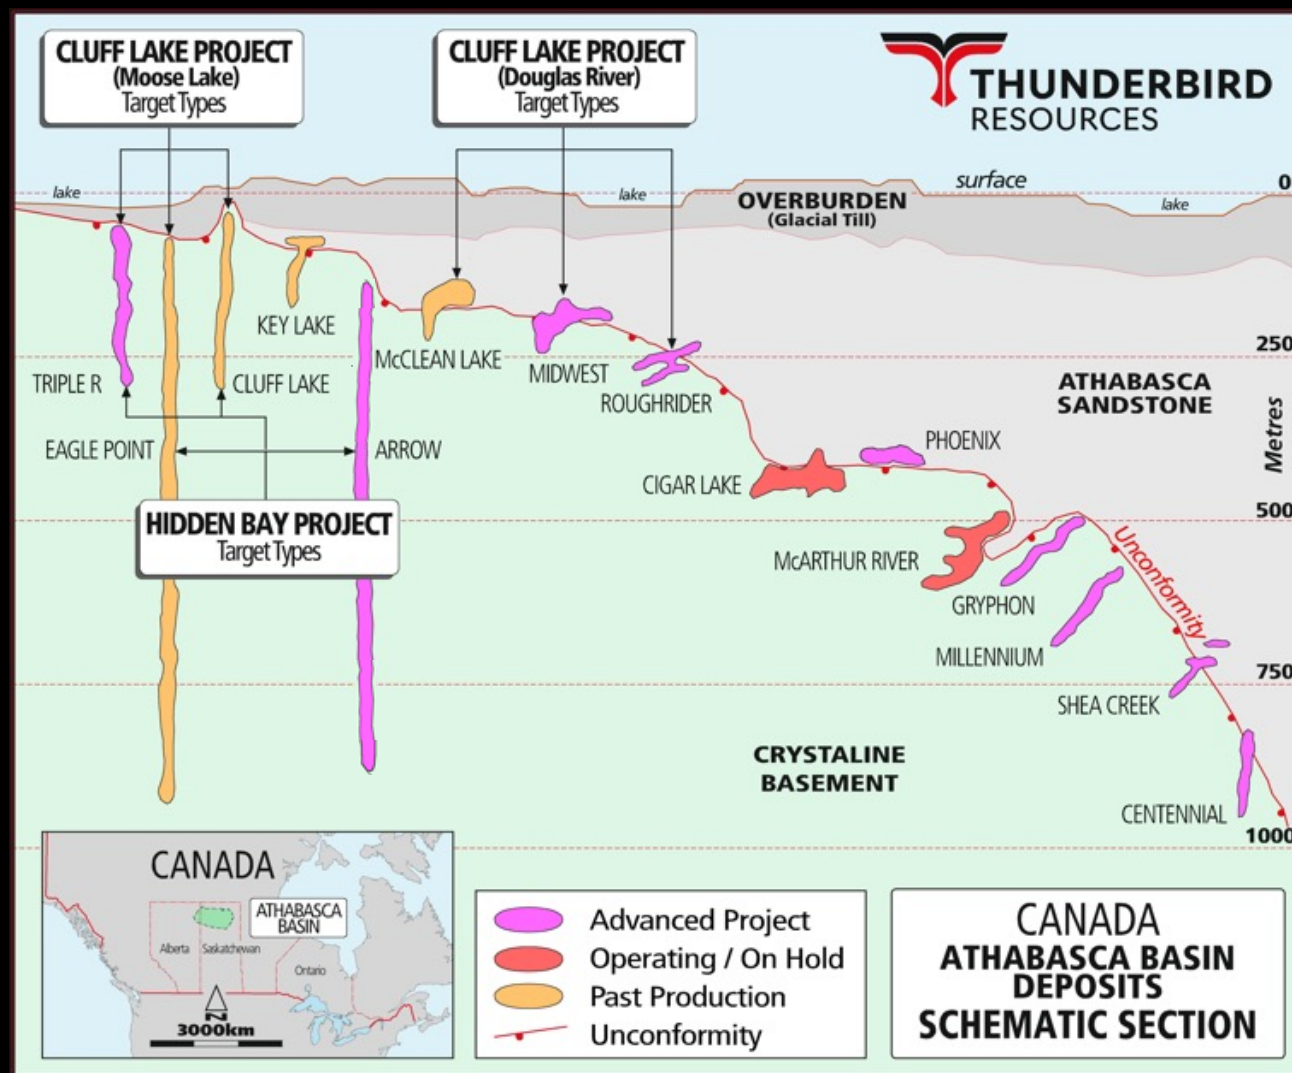 CLUFF LAKE PROJECT
(Moose Lake)
Target Types
CLUFF LAKE PROJECT
(Douglas River)
Target Types
THUNDERBIRD
RESOURCES
lake
lake
surface
lake
0
OVERBURDEN
(Glacial Till)
KEY LAKE
McCLEAN LAKE
MIDWEST
ROUGHRIDER
250
TRIPLE R
CLUFF LAKE
ATHABASCA
SANDSTONE
Metres
EAGLE POINT
ARROW
PHOENIX
CIGAR LAKE
500
HIDDEN BAY PROJECT
Target Types
McARTHUR RIVER
GRYPHON
MILLENNIUM
Unconformity
750
SHEA CREEK
CRYSTALINE
BASEMENT
CENTENNIAL
1000
CANADA
ATHABASCA
BASIN
Alberta
Saskatchewan
Ontario
N
3000km
Advanced Project
Operating / On Hold
Past Production
Unconformity
CANADA
ATHABASCA BASIN
DEPOSITS
SCHEMATIC SECTION